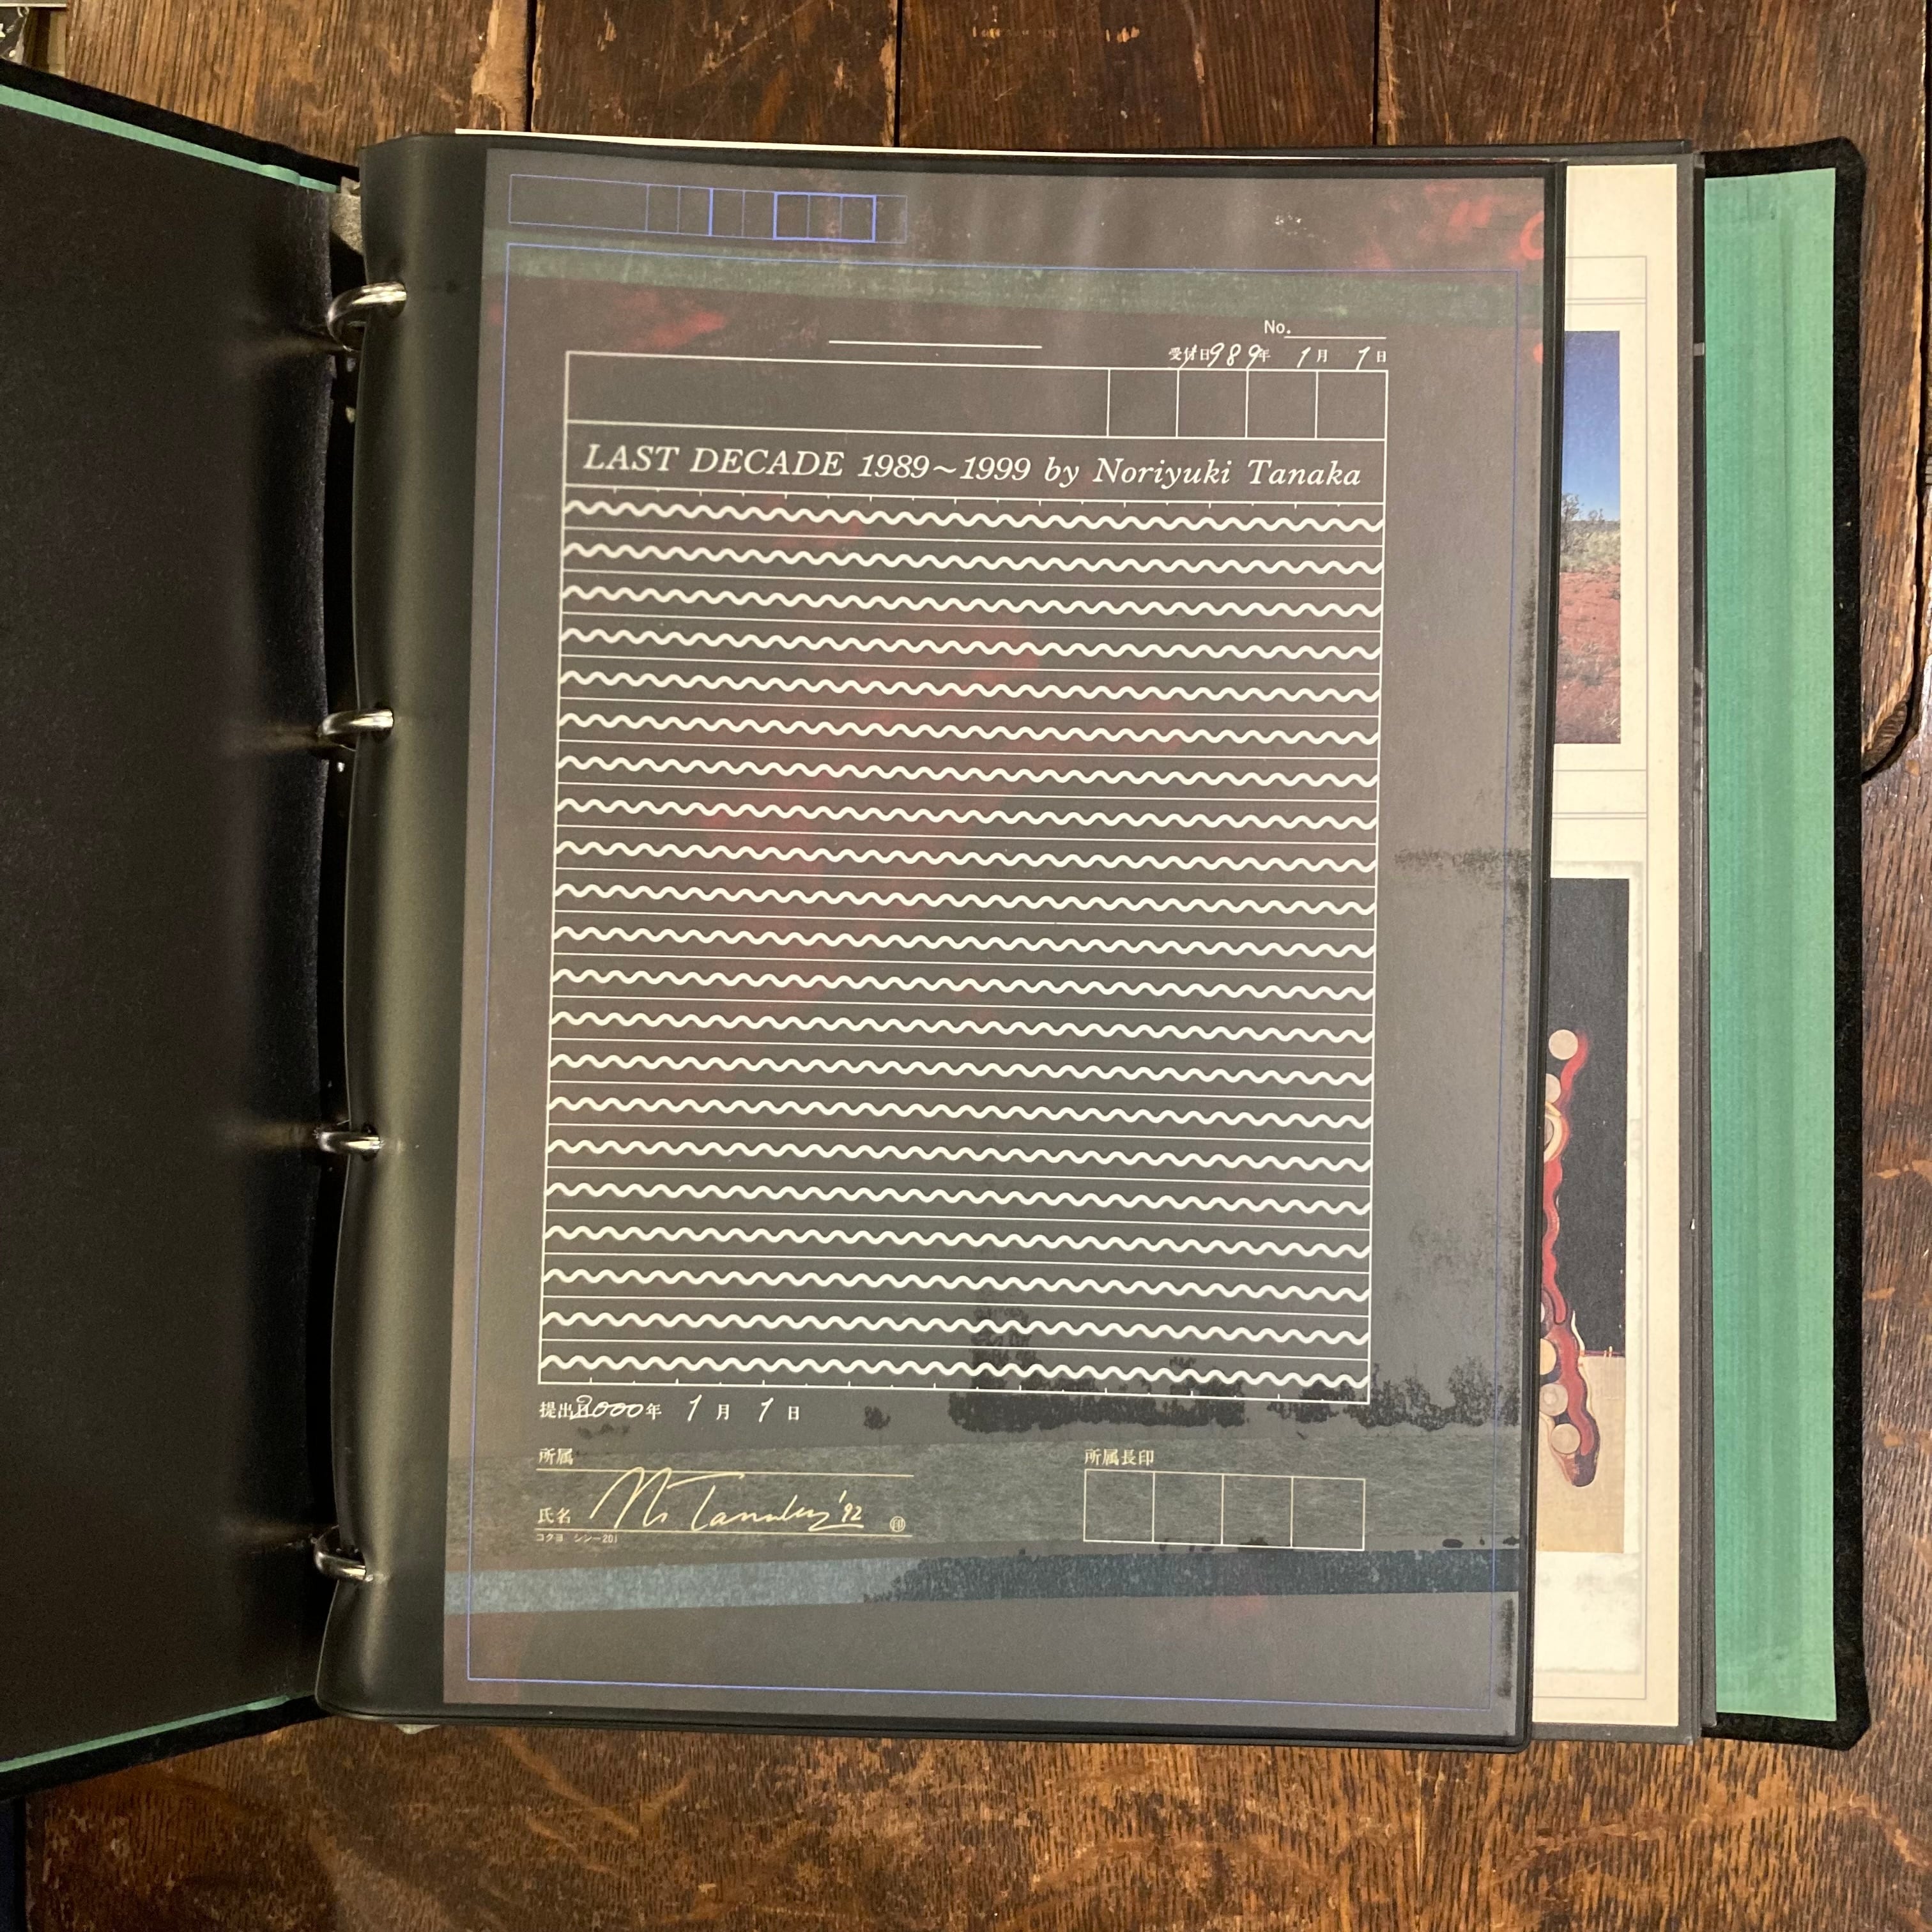 No.
受付日1989年 1月 1日
LAST DECADE 1989~1999 by Noriyuki Tanaka
提出日2000年 1月 1日
所属
所属長印
氏名 N. Tanaka '92 印
コクヨ シン-201